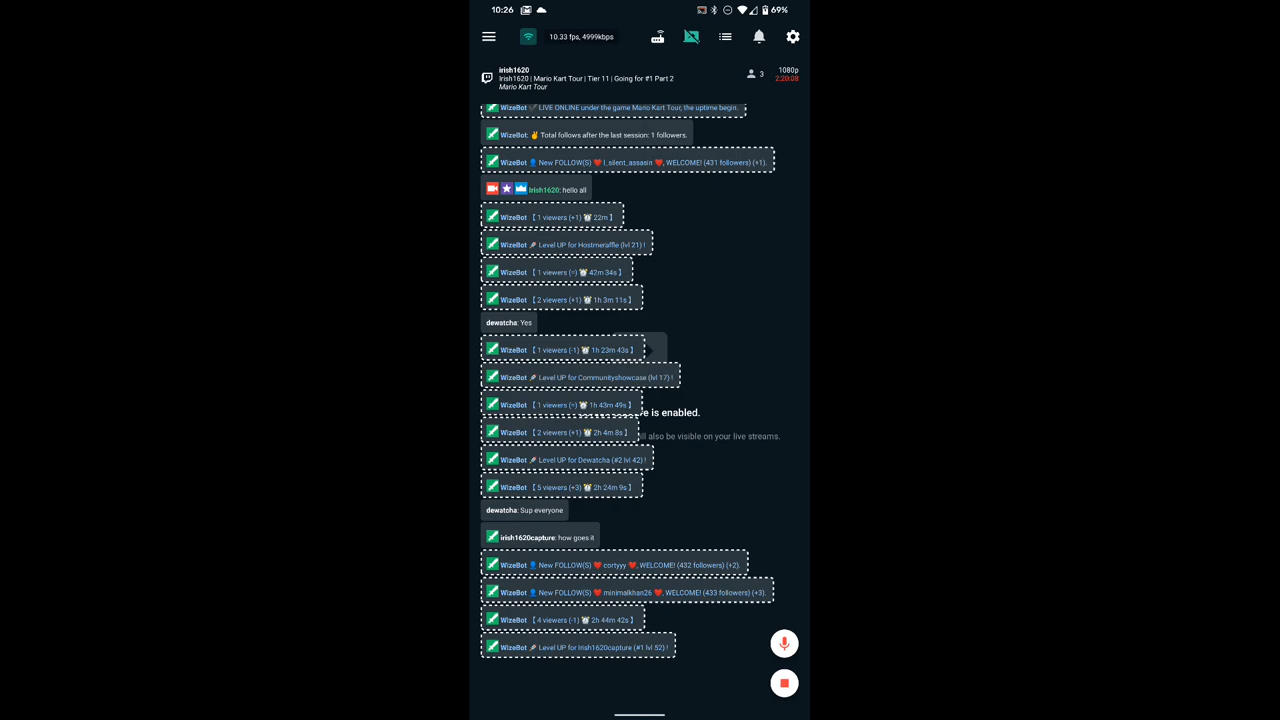 10:26
69%
10.33 fps, 4999kbps
irish1620
Irish1620 | Mario Kart Tour | Tier 11 | Going for #1 Part 2
Mario Kart Tour
3
1080p
2:20:08
WizeBot ✔️ LIVE ONLINE under the game Mario Kart Tour, the uptime begin.
WizeBot: ✌️ Total follows after the last session: 1 followers.
WizeBot 👤 New FOLLOW(S) ❤️ l_silent_assasin ❤️, WELCOME! (431 followers) (+1).
Irish1620: hello all
WizeBot 【 1 viewers (+1) ⏰ 22m 】
WizeBot 🎤 Level UP for Hostmeraffle (lvl 21) !
WizeBot 【 1 viewers (=) ⏰ 42m 34s 】
WizeBot 【 2 viewers (+1) ⏰ 1h 3m 11s 】
dewatcha: Yes
WizeBot 【 1 viewers (-1) ⏰ 1h 23m 43s 】
WizeBot 🎤 Level UP for Communityshowcase (lvl 17) !
WizeBot 【 1 viewers (=) ⏰ 1h 43m 49s 】
is enabled.
WizeBot 【 2 viewers (+1) ⏰ 2h 4m 8s 】
also be visible on your live streams.
WizeBot 🎤 Level UP for Dewatcha (#2 lvl 42) !
WizeBot 【 5 viewers (+3) ⏰ 2h 24m 9s 】
dewatcha: Sup everyone
irish1620capture: how goes it
WizeBot 👤 New FOLLOW(S) ❤️ cortyyy ❤️, WELCOME! (432 followers) (+2).
WizeBot 👤 New FOLLOW(S) ❤️ minimalkhan26 ❤️, WELCOME! (433 followers) (+3).
WizeBot 【 4 viewers (-1) ⏰ 2h 44m 42s 】
WizeBot 🎤 Level UP for Irish1620capture (#1 lvl 52) !